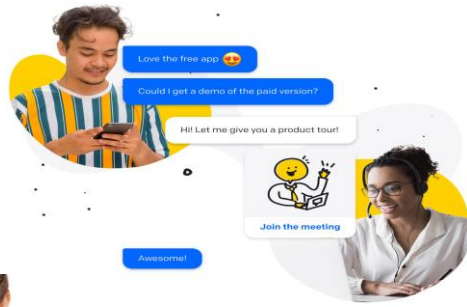 Love the free app 😍
Could I get a demo of the paid version?
Hi! Let me give you a product tour!
Join the meeting
Awesome!